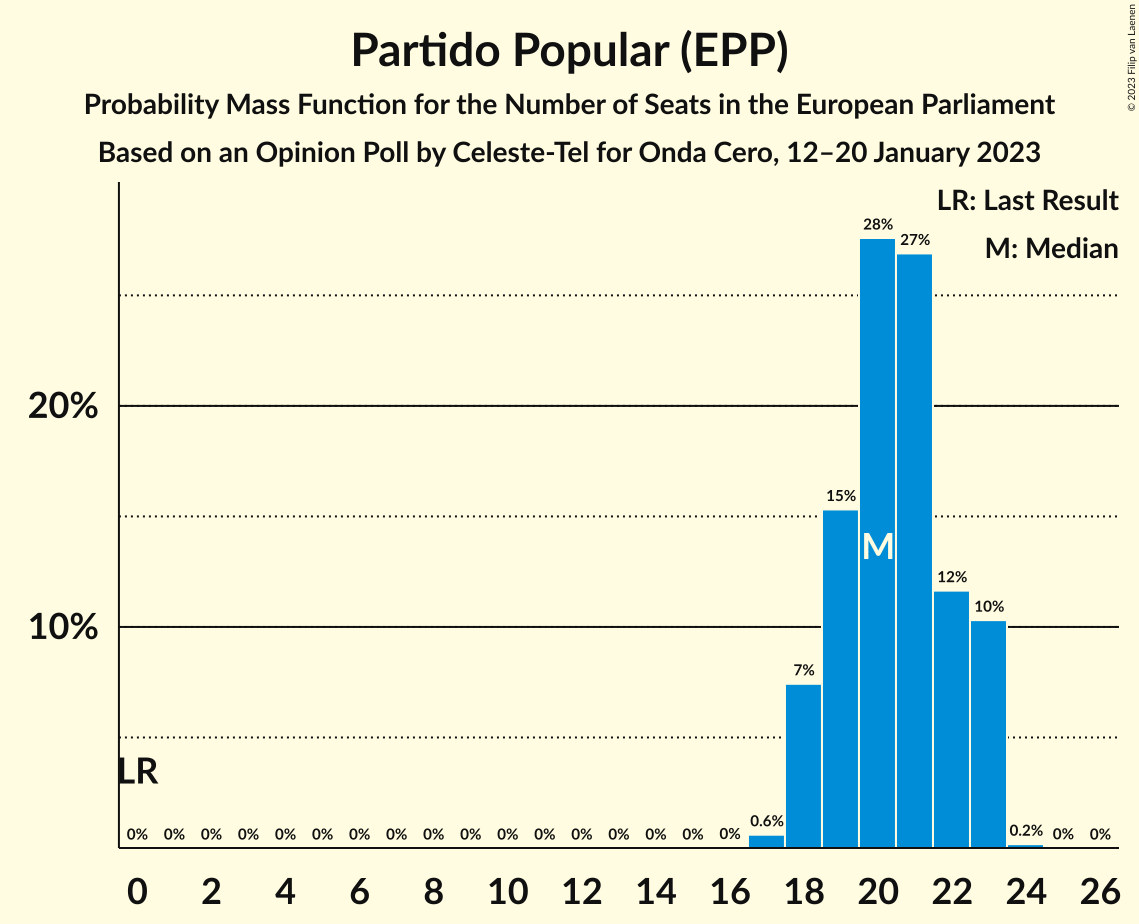 Partido Popular (EPP)
Probability Mass Function for the Number of Seats in the European Parliament
Based on an Opinion Poll by Celeste-Tel for Onda Cero, 12–20 January 2023
© 2023 Filip van Laenen
LR: Last Result
M: Median
28%
27%
20%
15%
M
12%
10%
10%
7%
LR
0% 0% 0% 0% 0% 0% 0% 0% 0% 0% 0% 0% 0% 0% 0% 0% 0% 0.6% 0.2% 0% 0%
0 2 4 6 8 10 12 14 16 18 20 22 24 26